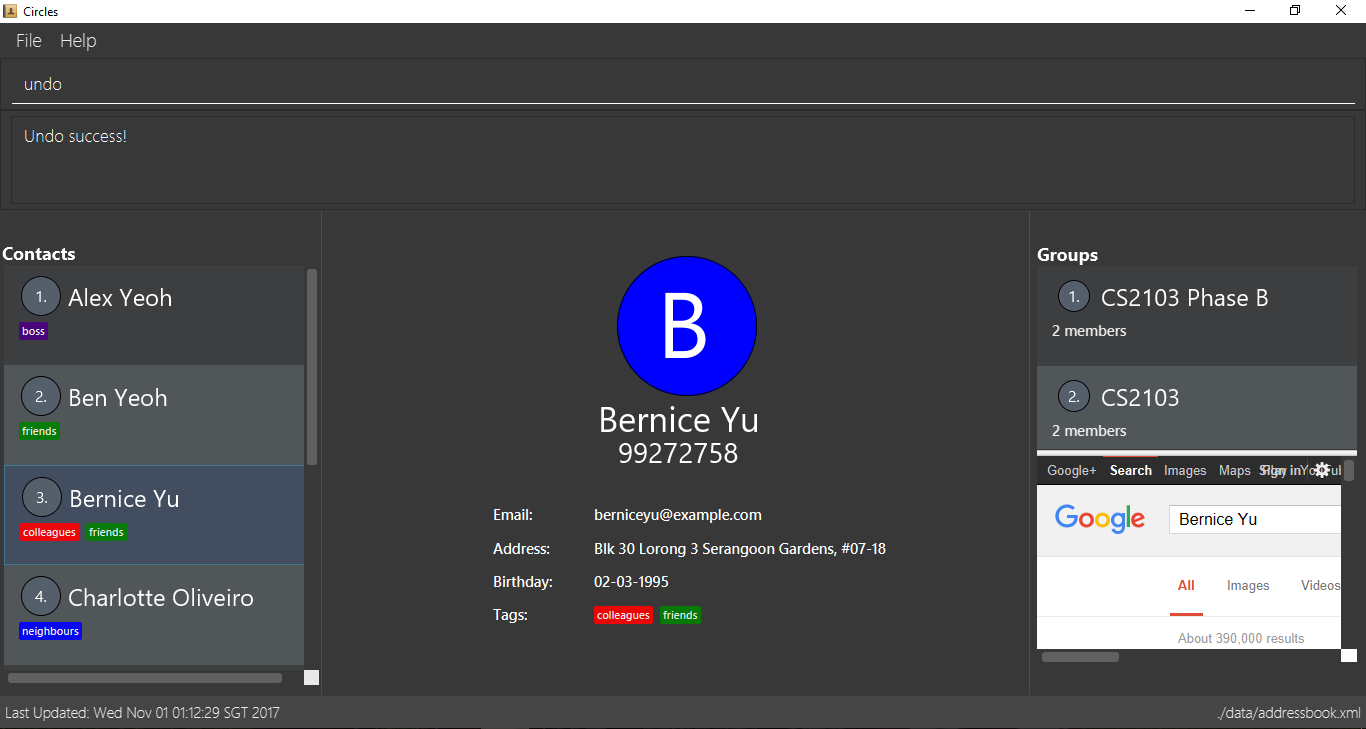 Circles
File Help
undo
Undo success!
Contacts
1. Alex Yeoh
boss
2. Ben Yeoh
friends
3. Bernice Yu
colleagues friends
4. Charlotte Oliveiro
neighbours
B
Bernice Yu
99272758
Email: berniceyu@example.com
Address: Blk 30 Lorong 3 Serangoon Gardens, #07-18
Birthday: 02-03-1995
Tags: colleagues friends
Groups
1. CS2103 Phase B
2 members
2. CS2103
2 members
Google+ Search Images Maps
Google Bernice Yu
All Images Videos
About 390,000 results
Last Updated: Wed Nov 01 01:12:29 SGT 2017
./data/addressbook.xml